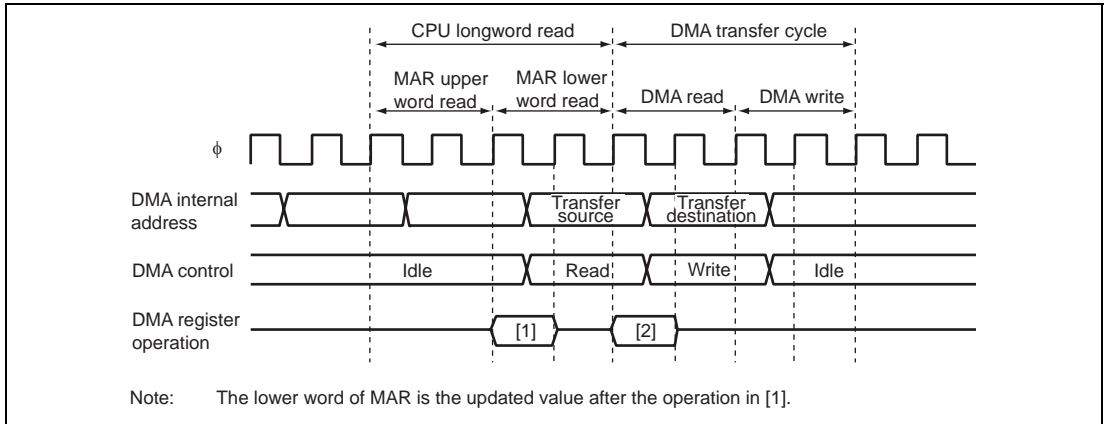 CPU longword read DMA transfer cycle
MAR upper MAR lower
word read word read DMA read DMA write
ϕ
DMA internal Transfer Transfer
address source destination
DMA control Idle Read Write Idle
DMA register
operation [1] [2]
Note: The lower word of MAR is the updated value after the operation in [1].